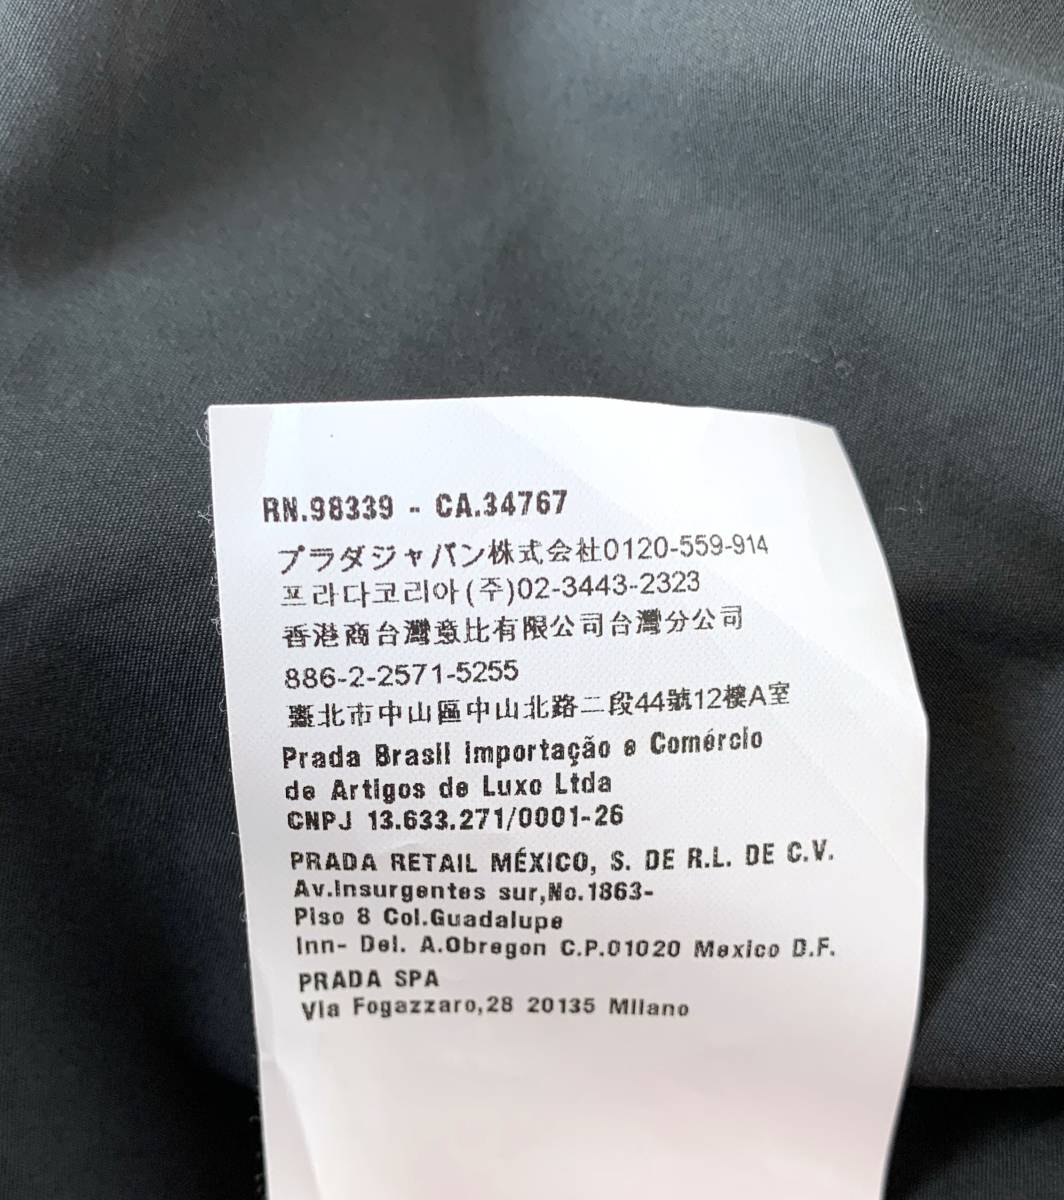 RN.98339 - CA.34767
プラダジャパン株式会社0120-559-914
프라다코리아(주)02-3443-2323
香港商台灣意比有限公司台灣分公司
886-2-2571-5255
臺北市中山區中山北路二段44號12樓A室
Prada Brasil Importação e Comércio
de Artigos de Luxo Ltda
CNPJ 13.633.271/0001-26
PRADA RETAIL MÉXICO, S. DE R.L. DE C.V.
Av.Insurgentes sur,No.1863-
Piso 8 Col.Guadalupe
Inn- Del. A.Obregon C.P.01020 Mexico D.F.
PRADA SPA
Via Fogazzaro,28 20135 Milano